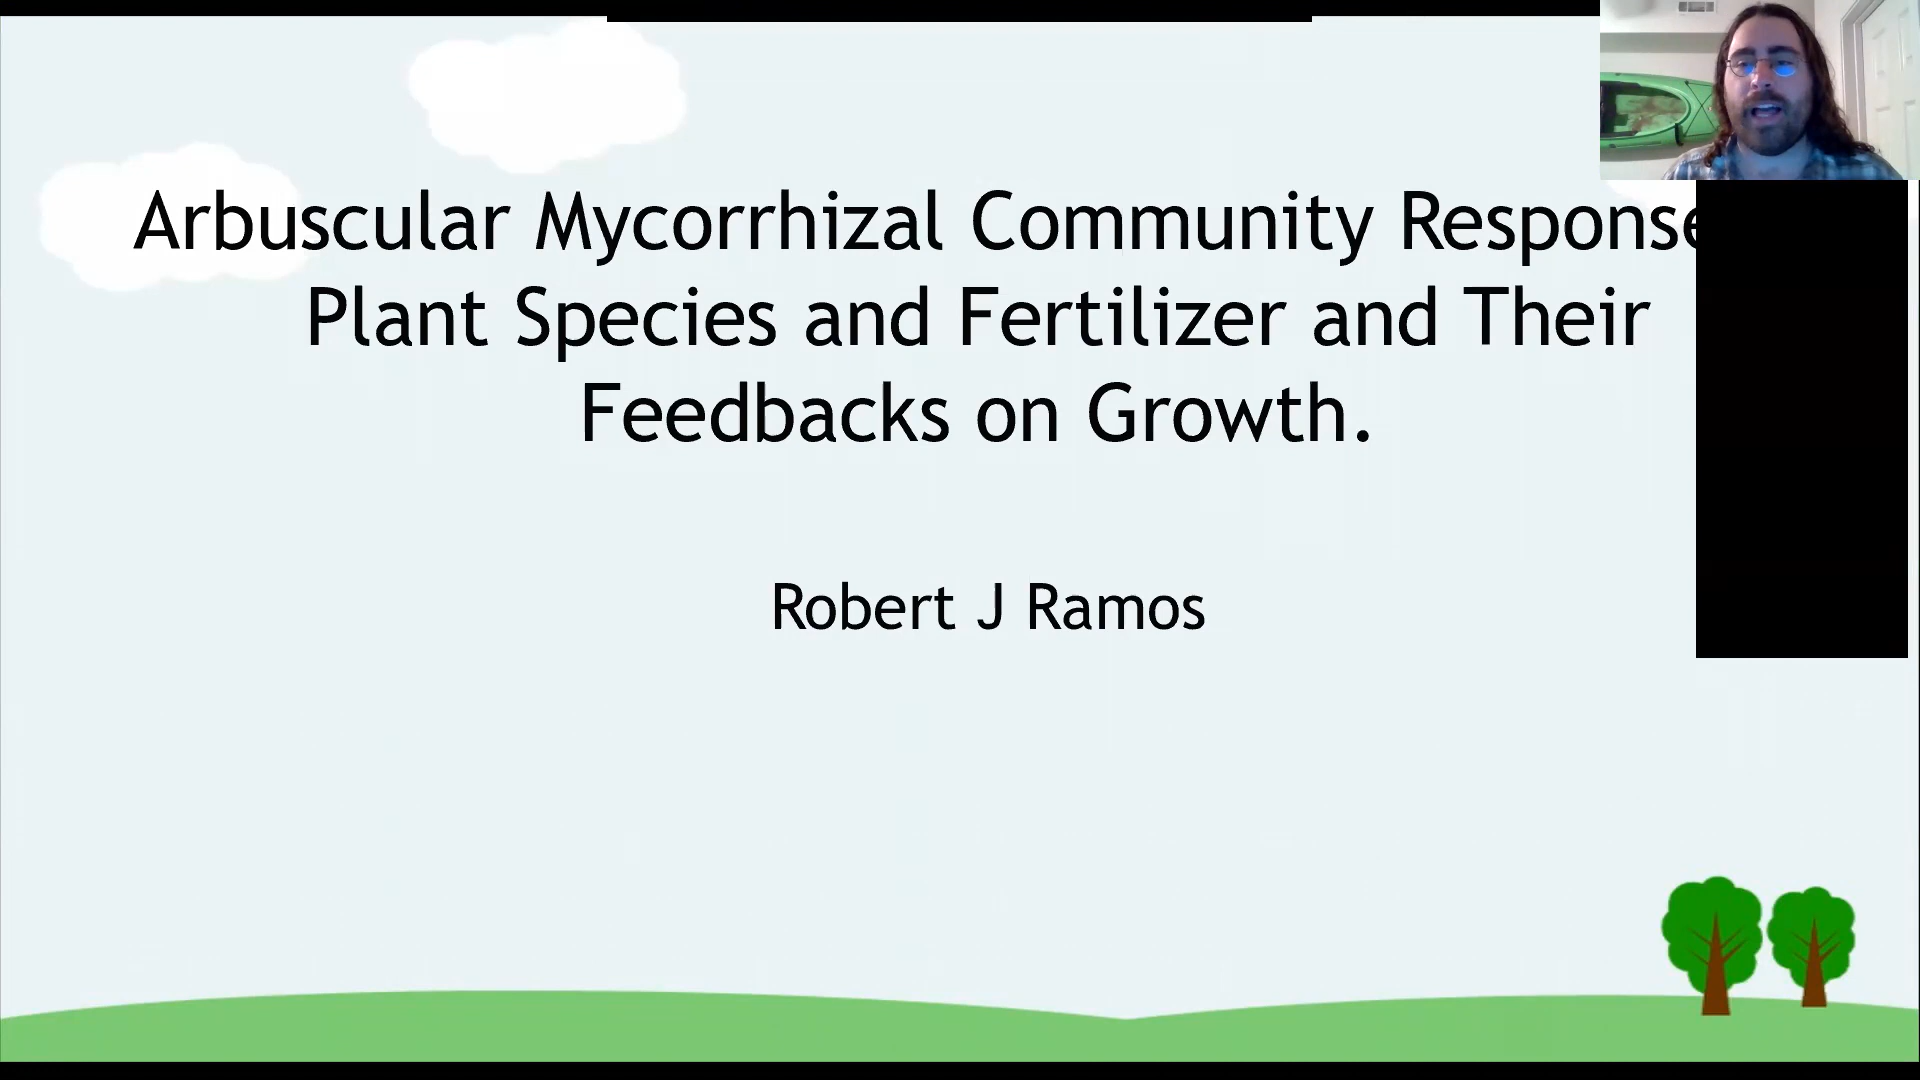 Arbuscular Mycorrhizal Community Response
Plant Species and Fertilizer and Their
Feedbacks on Growth.
Robert J Ramos